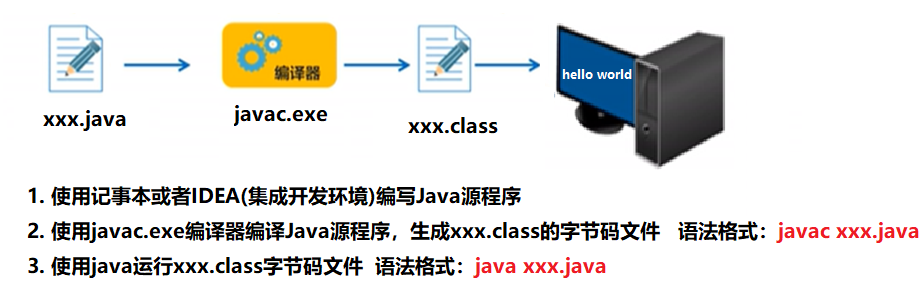 编译器
hello world
xxx.java
javac.exe
xxx.class
1. 使用记事本或者IDEA(集成开发环境)编写Java源程序
2. 使用javac.exe编译器编译Java源程序，生成xxx.class的字节码文件 语法格式：javac xxx.java
3. 使用java运行xxx.class字节码文件 语法格式：java xxx.java